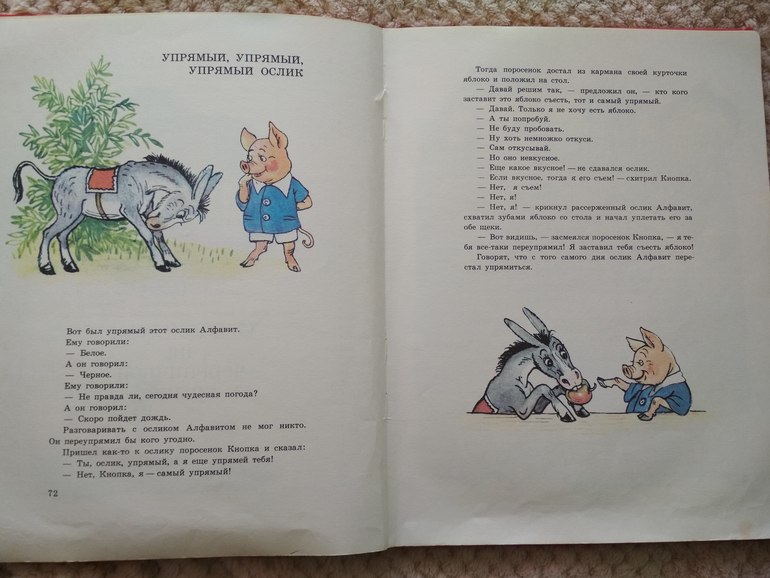 УПРЯМЫЙ, УПРЯМЫЙ,
УПРЯМЫЙ ОСЛИК
Вот был упрямый этот ослик Алфавит.
Ему говорили:
— Белое.
А он говорил:
— Черное.
Ему говорили:
— Не правда ли, сегодня чудесная погода?
А он говорил:
— Скоро пойдет дождь.
Разговаривать с осликом Алфавитом не мог никто.
Он переупрямил бы кого угодно.
Пришел как-то к ослику поросенок Кнопка и сказал:
— Ты, ослик, упрямый, а я еще упрямей тебя!
— Нет, Кнопка, я — самый упрямый!
72
Тогда поросенок достал из кармана своей курточки
яблоко и положил на стол.
— Давай решим так, — предложил он, — кто кого
заставит это яблоко съесть, тот и самый упрямый.
— Давай. Только я не хочу есть яблоко.
— А ты попробуй.
— Не буду пробовать.
— Ну хоть немножко откуси.
— Сам откусывай.
— Но оно невкусное.
— Еще какое вкусное! — не сдавался ослик.
— Если вкусное, тогда я его съем! — схитрил Кнопка.
— Нет, я съем!
— Нет, я!
— Нет, я! — крикнул рассерженный ослик Алфавит,
схватил зубами яблоко со стола и начал уплетать его за
обе щеки.
— Вот видишь, — засмеялся поросенок Кнопка, — я те-
бя все-таки переупрямил! Я заставил тебя съесть яблоко!
Говорят, что с того самого дня ослик Алфавит пере-
стал упрямиться.